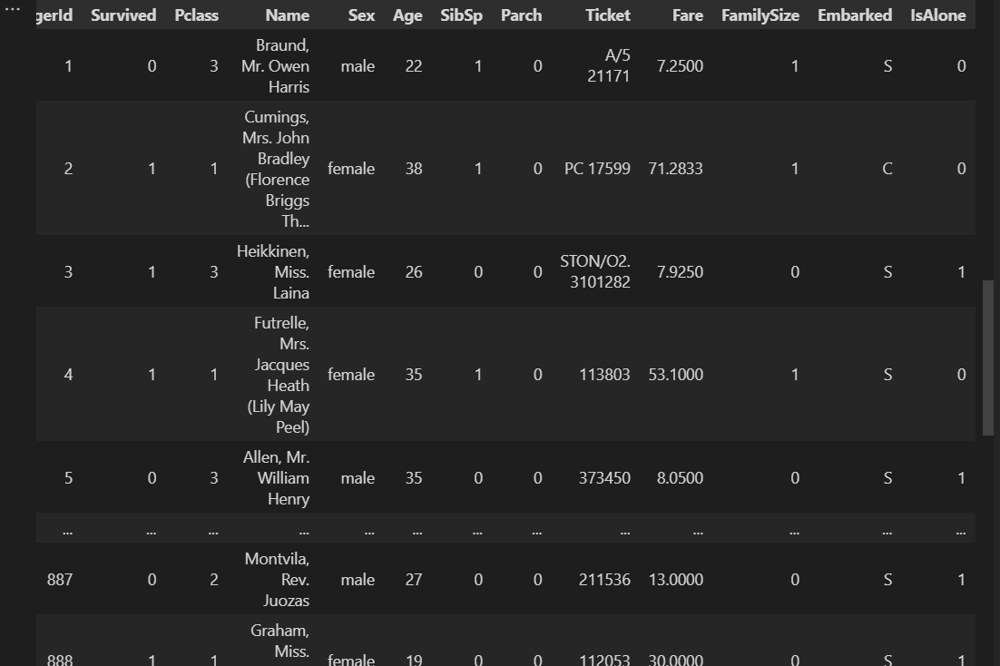 gerId Survived Pclass Name Sex Age SibSp Parch Ticket Fare FamilySize Embarked IsAlone
1 0 3 Braund, Mr. Owen Harris male 22 1 0 A/5 21171 7.2500 1 S 0
2 1 1 Cumings, Mrs. John Bradley (Florence Briggs Th... female 38 1 0 PC 17599 71.2833 1 C 0
3 1 3 Heikkinen, Miss. Laina female 26 0 0 STON/O2. 3101282 7.9250 0 S 1
4 1 1 Futrelle, Mrs. Jacques Heath (Lily May Peel) female 35 1 0 113803 53.1000 1 S 0
5 0 3 Allen, Mr. William Henry male 35 0 0 373450 8.0500 0 S 1
... ... ... ... ... ... ... ... ... ... ... ... ...
887 0 2 Montvila, Rev. Juozas male 27 0 0 211536 13.0000 0 S 1
888 1 1 Graham, Miss. female 19 0 0 112053 30.0000 0 S 1